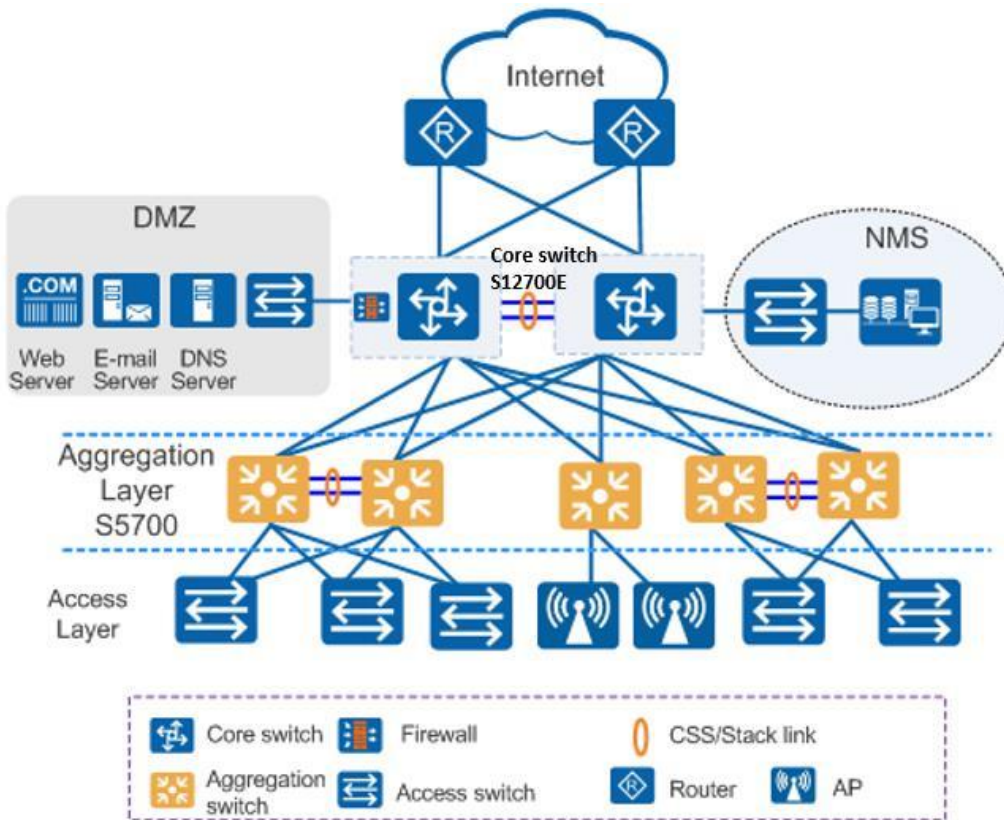 Internet
R
R
DMZ
Core switch
S12700E
NMS
.COM
Web
Server
E-mail
Server
DNS
Server
Aggregation
Layer
S5700
Access
Layer
Core switch
Firewall
CSS/Stack link
Aggregation
switch
Access switch
R
Router
AP